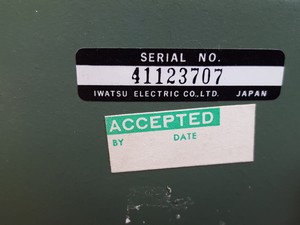 SERIAL NO.
41123707
IWATSU ELECTRIC CO., LTD. JAPAN
ACCEPTED
BY DATE